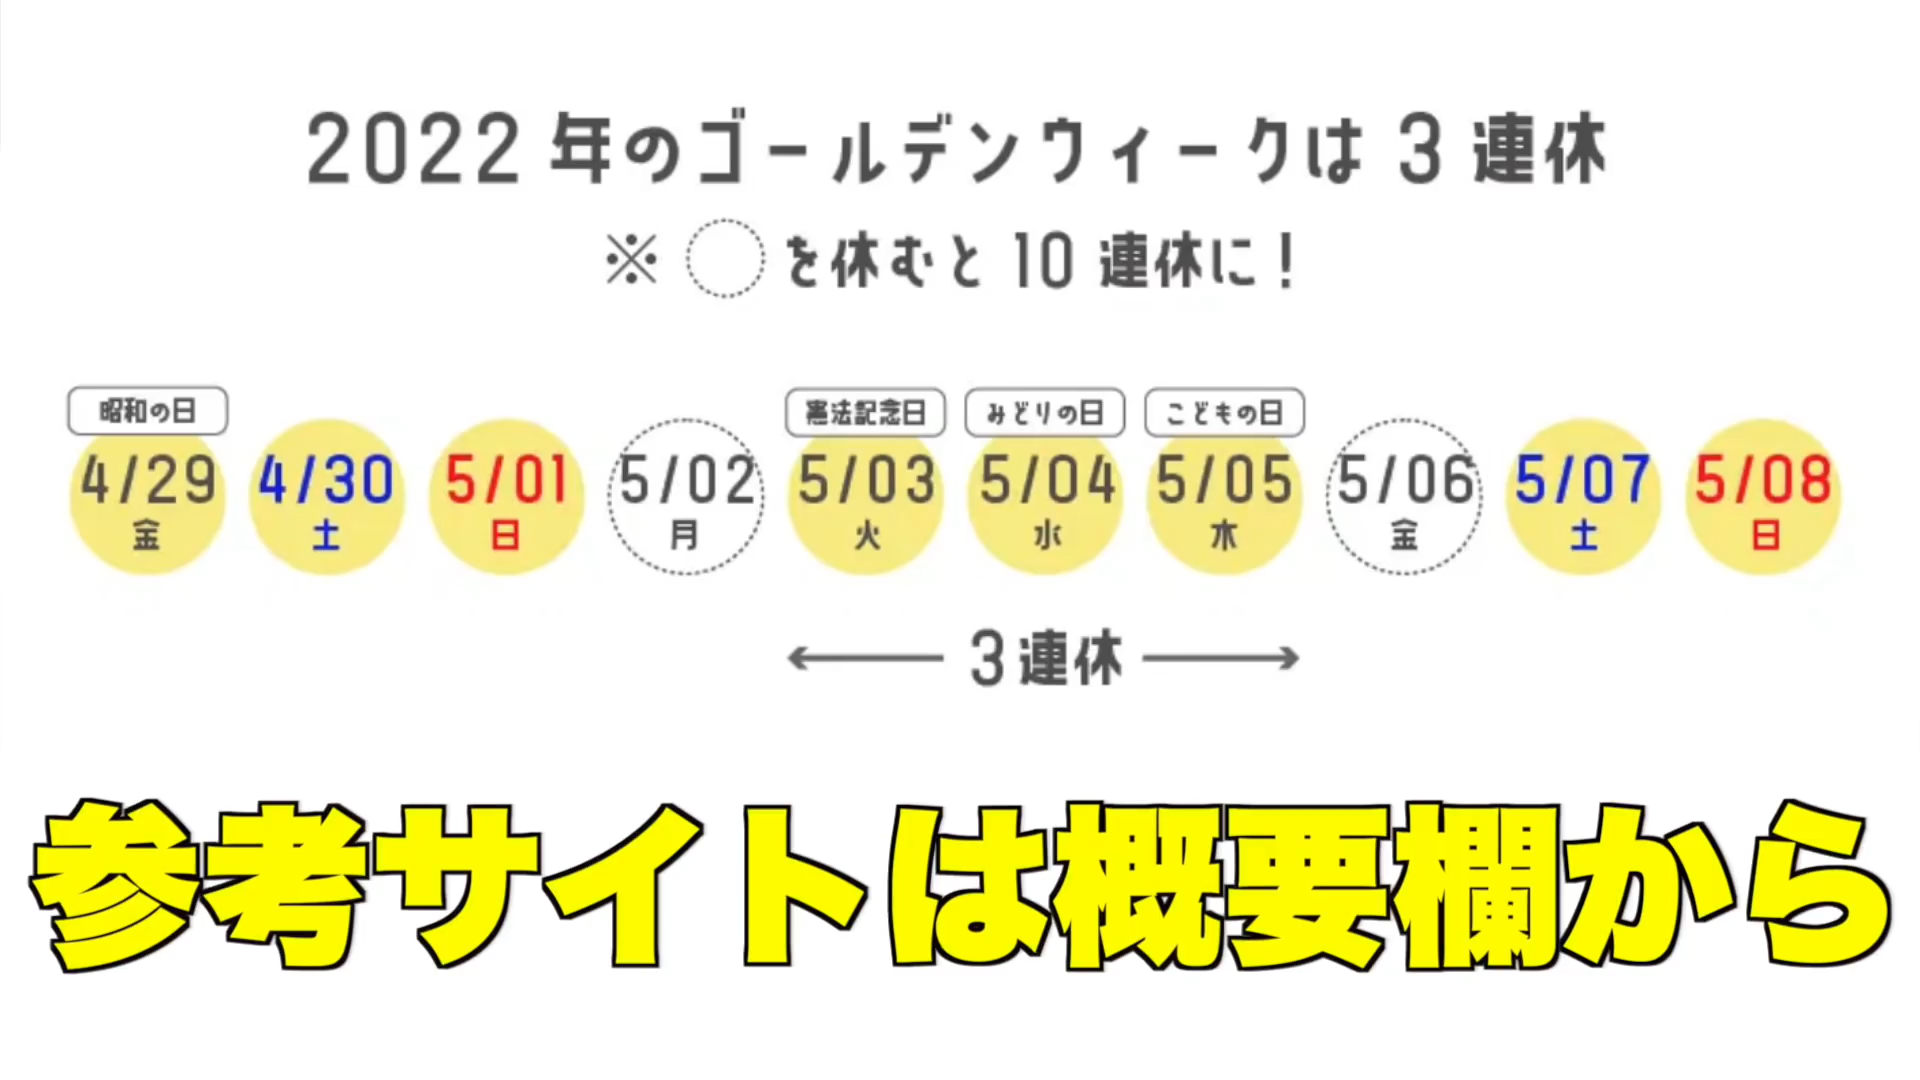 2022年のゴールデンウィークは3連休
※ を休むと10連休に！
昭和の日 憲法記念日 みどりの日 こどもの日
4/29 4/30 5/01 5/02 5/03 5/04 5/05 5/06 5/07 5/08
金 土 日 月 火 水 木 金 土 日
3連休
参考サイトは概要欄から